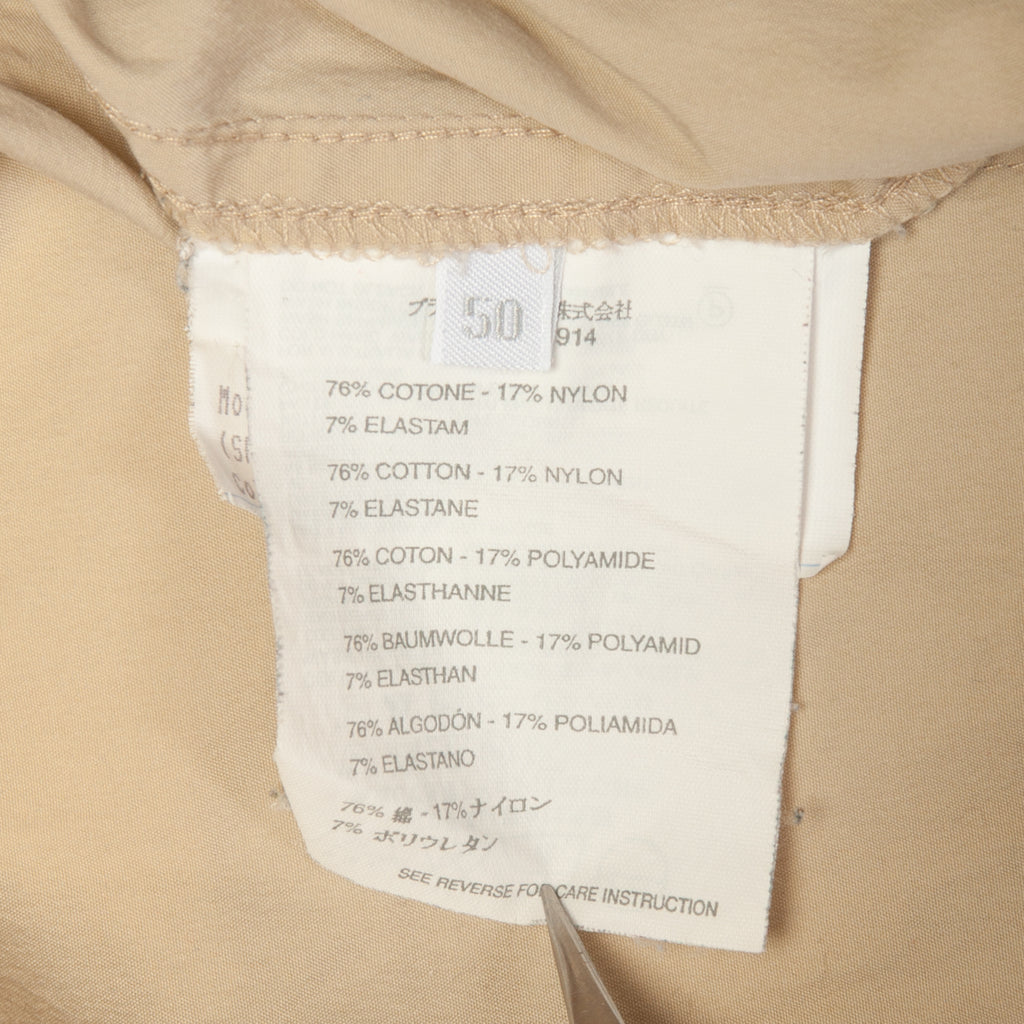 50
株式会社
914
76% COTONE - 17% NYLON
7% ELASTAM
76% COTTON - 17% NYLON
7% ELASTANE
76% COTON - 17% POLYAMIDE
7% ELASTHANNE
76% BAUMWOLLE - 17% POLYAMID
7% ELASTHAN
76% ALGODÓN - 17% POLIAMIDA
7% ELASTANO
76% 綿 - 17% ナイロン
7% ポリウレタン
SEE REVERSE FOR CARE INSTRUCTION